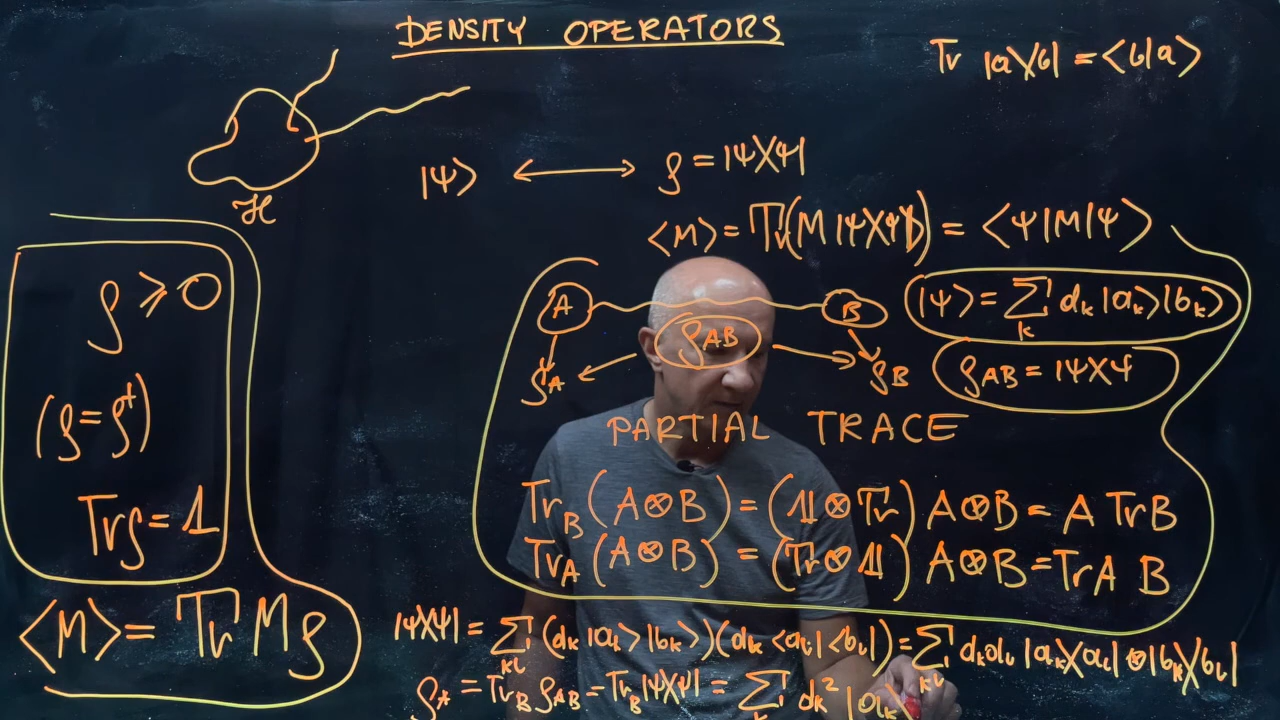 DENSITY OPERATORS
Tr |a⟩⟨b| = ⟨b|a⟩
ℋ
|Ψ⟩ ⟷ ρ = |Ψ⟩⟨Ψ|
⟨M⟩ = Tr(M|Ψ⟩⟨Ψ|) = ⟨Ψ|M|Ψ⟩
ρ ⩾ 0
(ρ=ρ†)
Trρ = 1
⟨M⟩ = Tr Mρ
A B
ρAB
ρA ρB
|Ψ⟩ = ∑k dk |ak⟩|bk⟩
ρAB = |Ψ⟩⟨Ψ
PARTIAL TRACE
TrB (A⊗B) = (𝟙 ⊗ Tr) A⊗B = A TrB
TrA (A⊗B) = (Tr ⊗ 𝟙) A⊗B = TrA B
|Ψ⟩⟨Ψ| = ∑kl (dk |ak⟩|bk⟩)(dl ⟨al|⟨bl|) = ∑kl dk dl |ak⟩⟨al| ⊗ |bk⟩⟨bl|
ρA = TrB ρAB = TrB |Ψ⟩⟨Ψ| = ∑k dk² |ak⟩